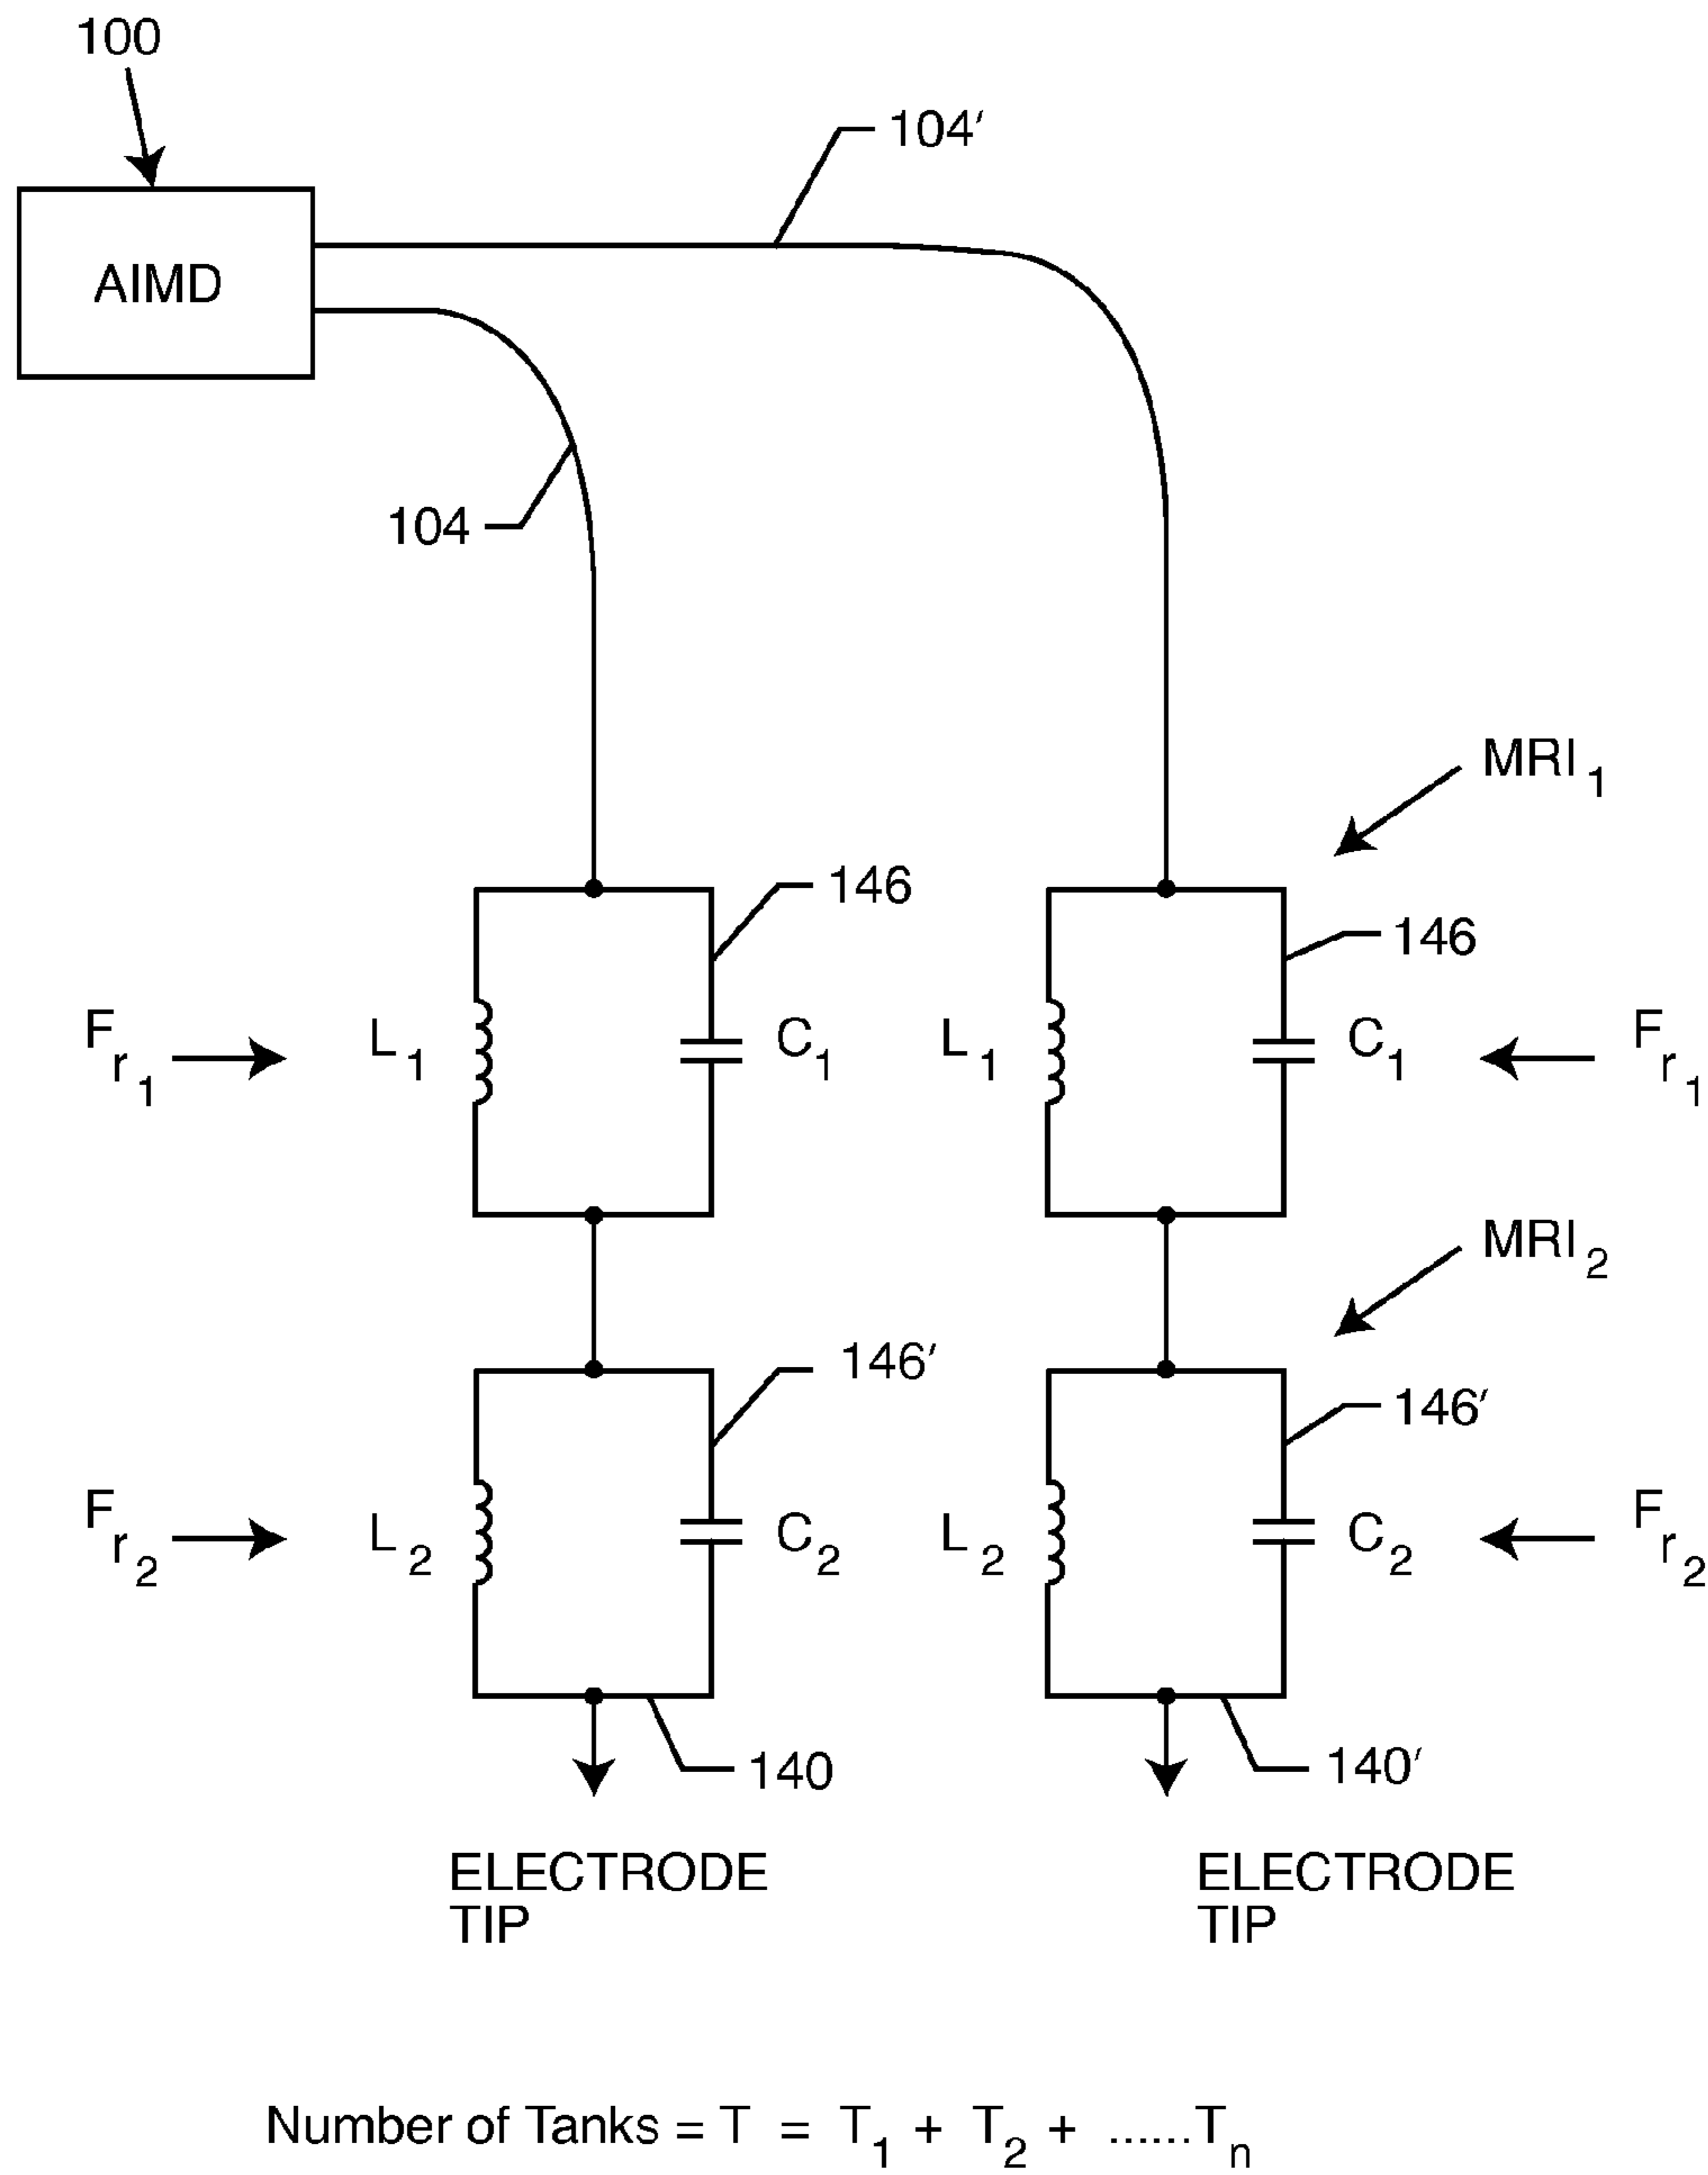 100
104′
AIMD
104
MRI1
146
146
Fr1
L1
C1
L1
C1
Fr1
MRI2
146′
146′
Fr2
L2
C2
L2
C2
Fr2
140
140′
ELECTRODE
TIP
ELECTRODE
TIP
Number of Tanks = T = T1 + T2 + ......Tn